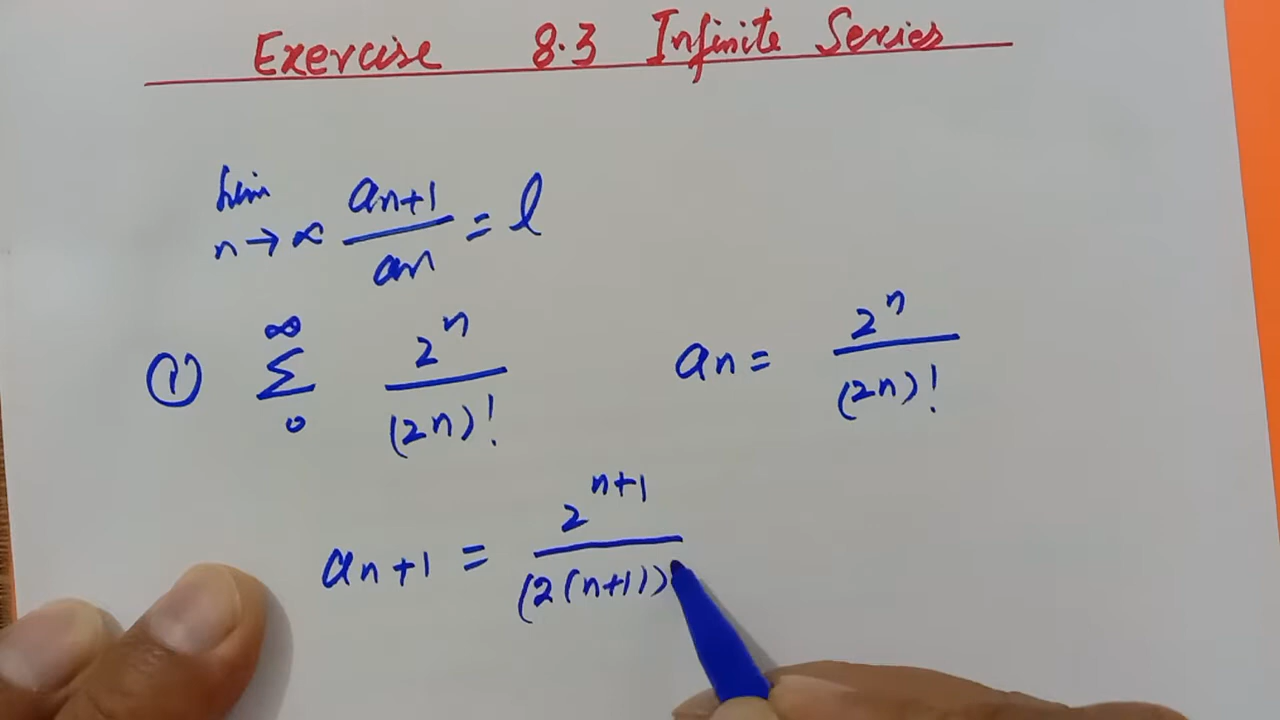 Exercise 8.3 Infinite Series
lim n→∝ an+1/an = l
① ∞ Σ 0 2^n/(2n)! an = 2^n/(2n)!
an+1 = 2^n+1/(2(n+1))